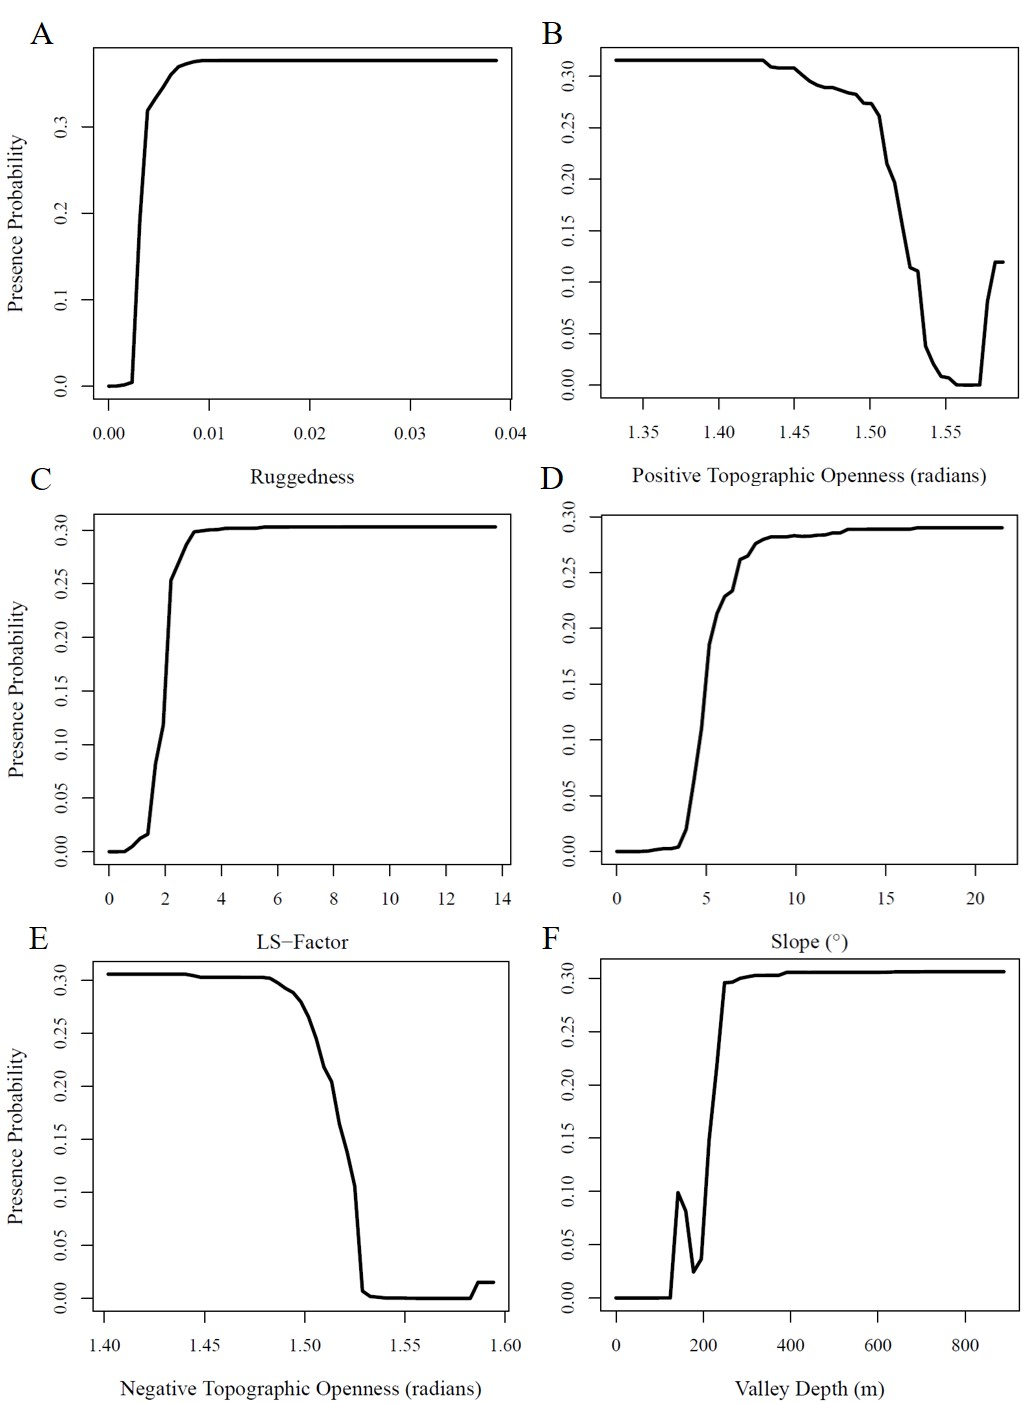 A
B
Presence Probability
0.3
0.2
0.1
0.0
0.00 0.01 0.02 0.03 0.04
Ruggedness
0.30
0.25
0.20
0.15
0.10
0.05
0.00
1.35 1.40 1.45 1.50 1.55
Positive Topographic Openness (radians)
C
D
Presence Probability
0.30
0.25
0.20
0.15
0.10
0.05
0.00
0 2 4 6 8 10 12 14
LS−Factor
0.30
0.25
0.20
0.15
0.10
0.05
0.00
0 5 10 15 20
Slope (°)
E
F
Presence Probability
0.30
0.25
0.20
0.15
0.10
0.05
0.00
1.40 1.45 1.50 1.55 1.60
Negative Topographic Openness (radians)
0.30
0.25
0.20
0.15
0.10
0.05
0.00
0 200 400 600 800
Valley Depth (m)